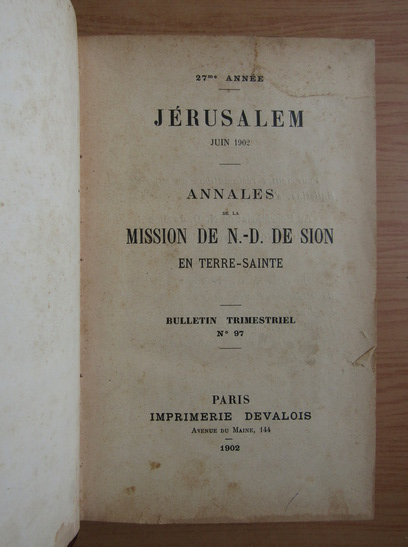 27me ANNÉE
JÉRUSALEM
JUIN 1902
ANNALES
DE LA
MISSION DE N.-D. DE SION
EN TERRE-SAINTE
BULLETIN TRIMESTRIEL
N° 97
PARIS
IMPRIMERIE DEVALOIS
AVENUE DU MAINE, 144
1902